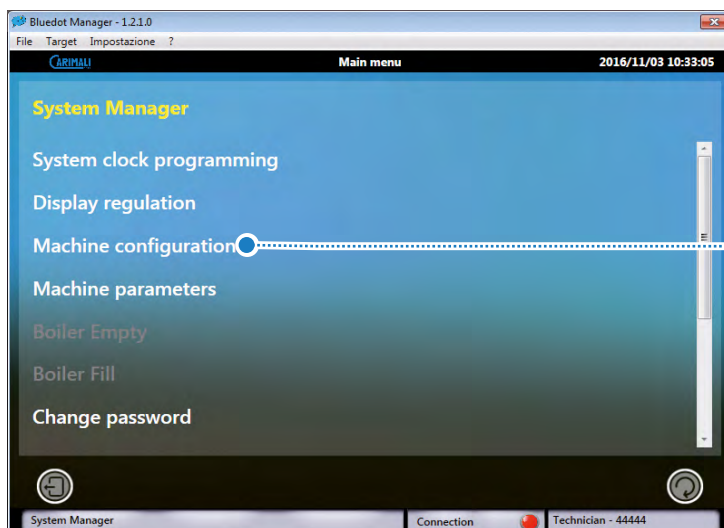 Bluedot Manager - 1.2.1.0
File Target Impostazione ?
CARIMALI Main menu 2016/11/03 10:33:05
System Manager
System clock programming
Display regulation
Machine configuration
Machine parameters
Boiler Empty
Boiler Fill
Change password
System Manager Connection Technician - 44444